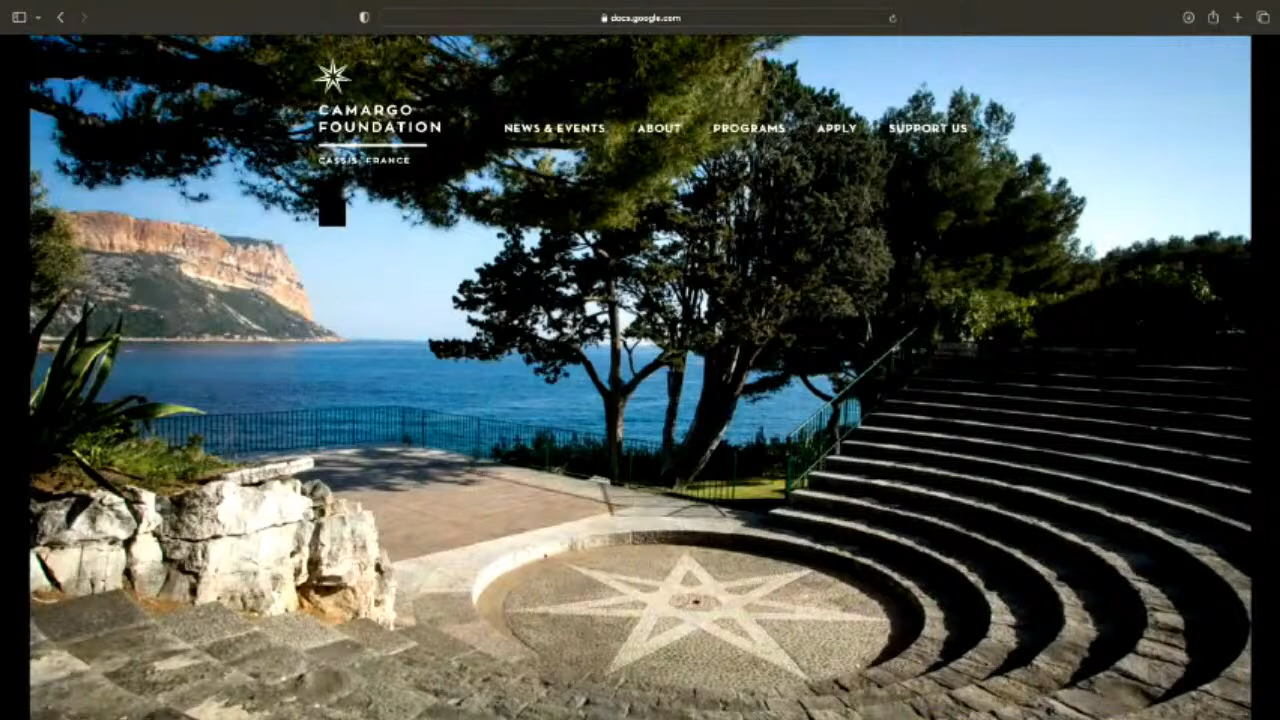 docs.google.com
CAMARGO
FOUNDATION
CASSIS, FRANCE
NEWS & EVENTS ABOUT PROGRAMS APPLY SUPPORT US